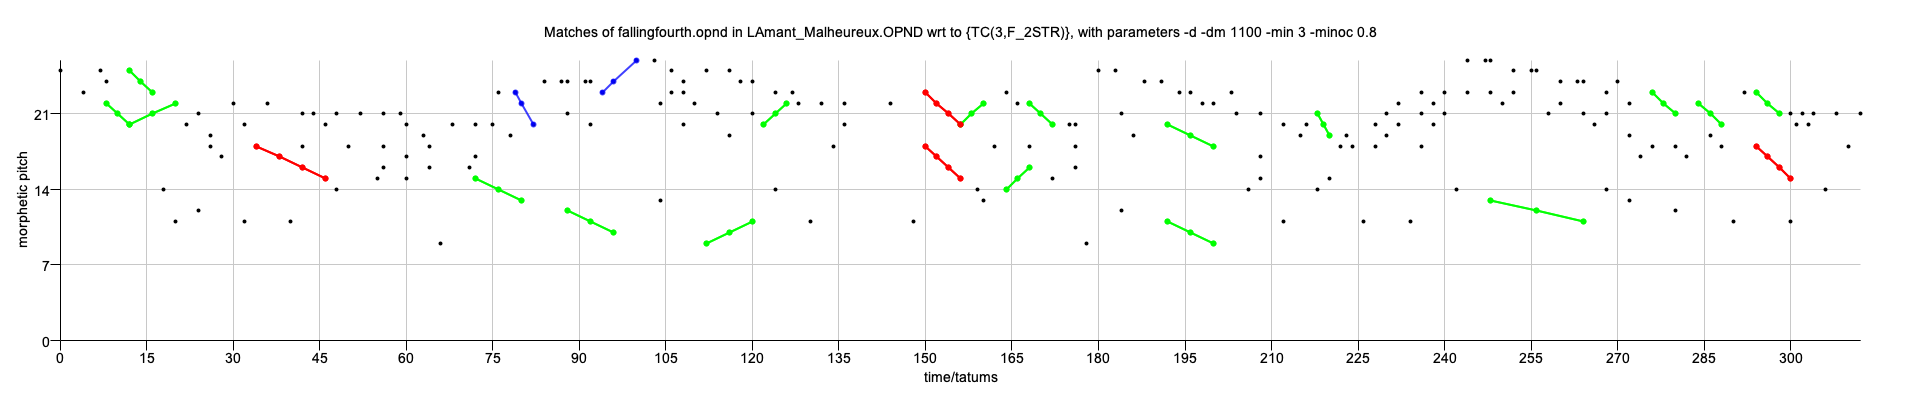 Matches of fallingfourth.opnd in LAmant_Malheureux.OPND wrt to {TC(3,F_2STR)}, with parameters -d -dm 1100 -min 3 -minoc 0.8
morphetic pitch
21
14
7
0
0 15 30 45 60 75 90 105 120 135 150 165 180 195 210 225 240 255 270 285 300
time/tatums